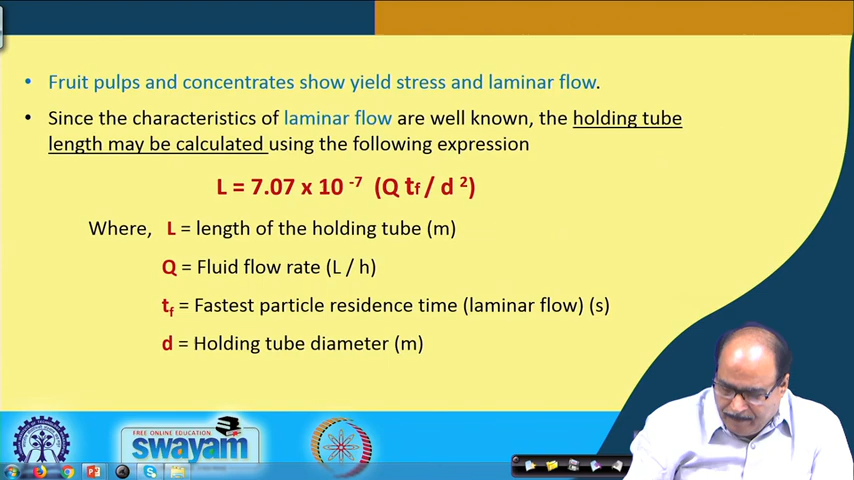 • Fruit pulps and concentrates show yield stress and laminar flow.
• Since the characteristics of laminar flow are well known, the holding tube
length may be calculated using the following expression
L = 7.07 x 10 -7 (Q tf / d 2)
Where, L = length of the holding tube (m)
Q = Fluid flow rate (L / h)
tf = Fastest particle residence time (laminar flow) (s)
d = Holding tube diameter (m)
FREE ONLINE EDUCATION
swayam